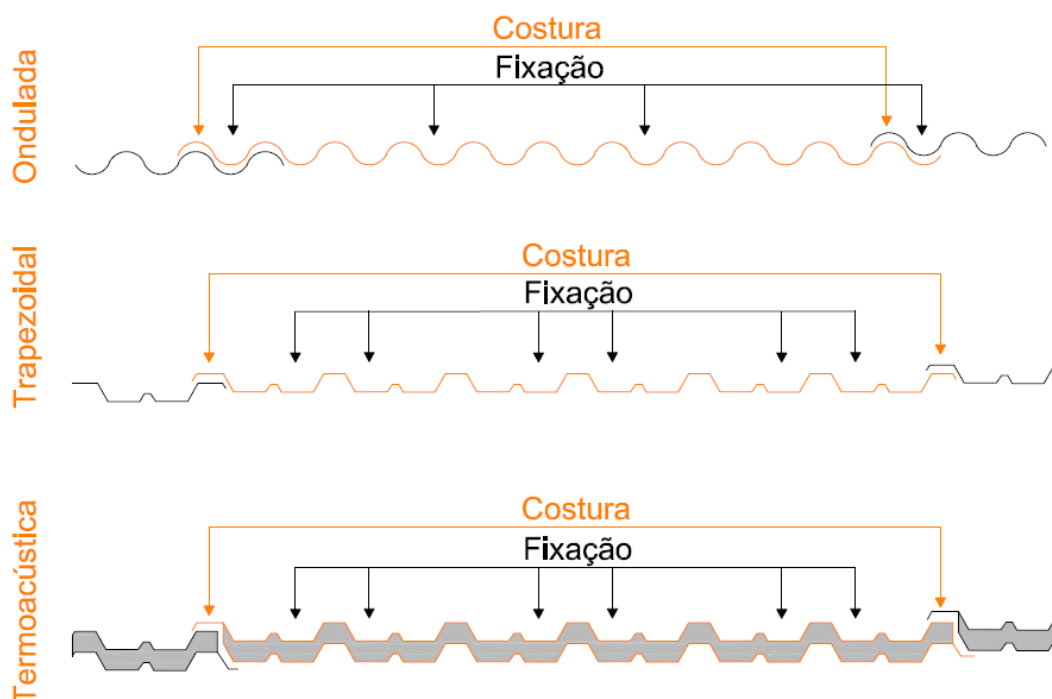 Costura
Fixação
Ondulada
Costura
Fixação
Trapezoidal
Costura
Fixação
Termoacústica